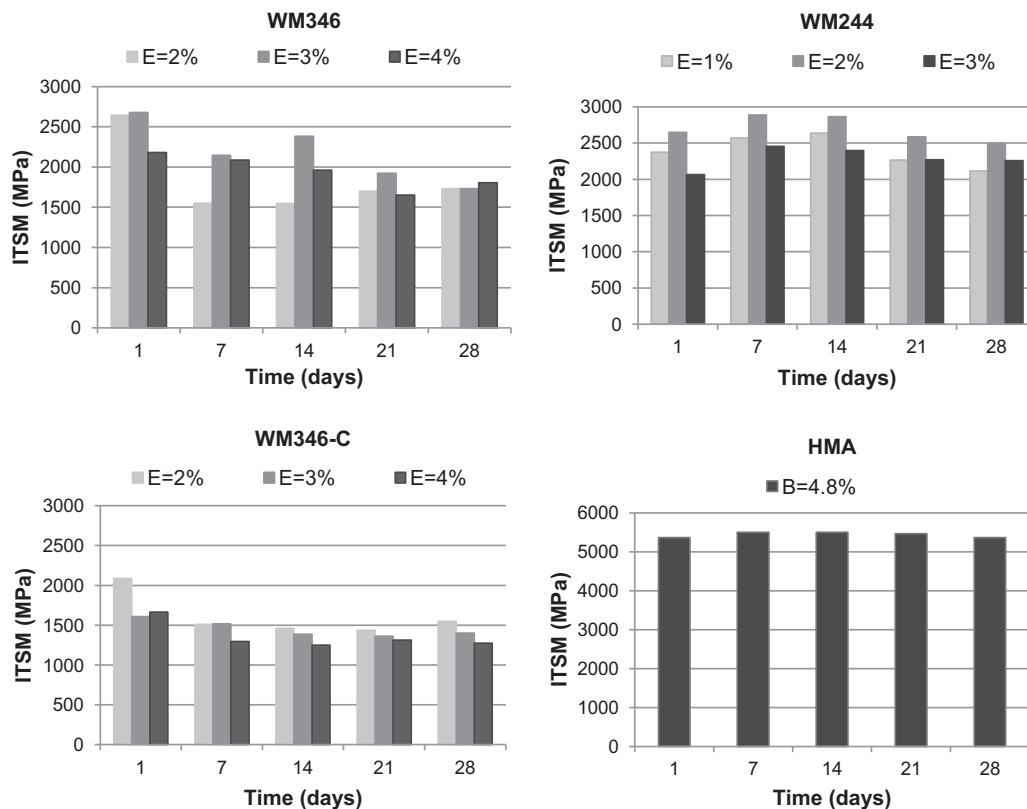 WM346
E=2% E=3% E=4%
3000
2500
2000
1500
1000
500
0
ITSM (MPa)
1 7 14 21 28
Time (days)
WM244
E=1% E=2% E=3%
3000
2500
2000
1500
1000
500
0
ITSM (MPa)
1 7 14 21 28
Time (days)
WM346-C
E=2% E=3% E=4%
3000
2500
2000
1500
1000
500
0
ITSM (MPa)
1 7 14 21 28
Time (days)
HMA
B=4.8%
6000
5000
4000
3000
2000
1000
0
ITSM (MPa)
1 7 14 21 28
Time (days)